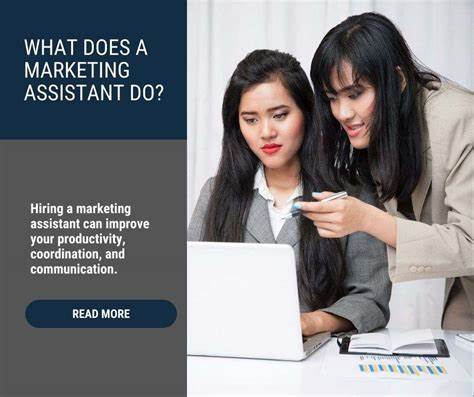 WHAT DOES A
MARKETING
ASSISTANT DO?
Hiring a marketing
assistant can improve
your productivity,
coordination, and
communication.
READ MORE